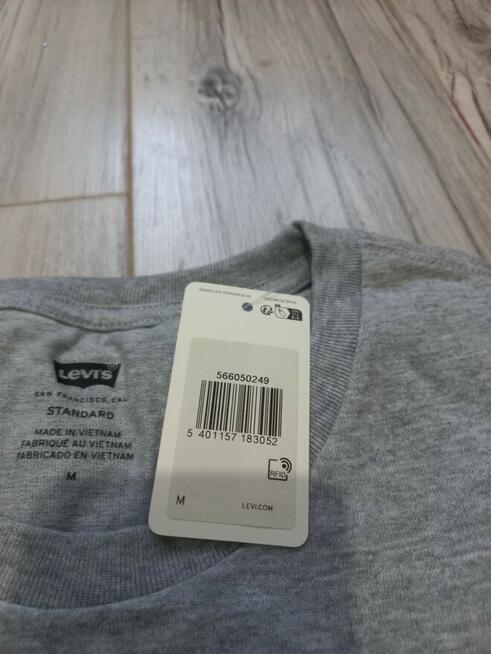 566050249
5 401157 183052
RFID
M
LEVI.COM
Levi's
SAN FRANCISCO, CAL
STANDARD
MADE IN VIETNAM
FABRIQUÉ AU VIETNAM
FABRICADO EN VIETNAM
M